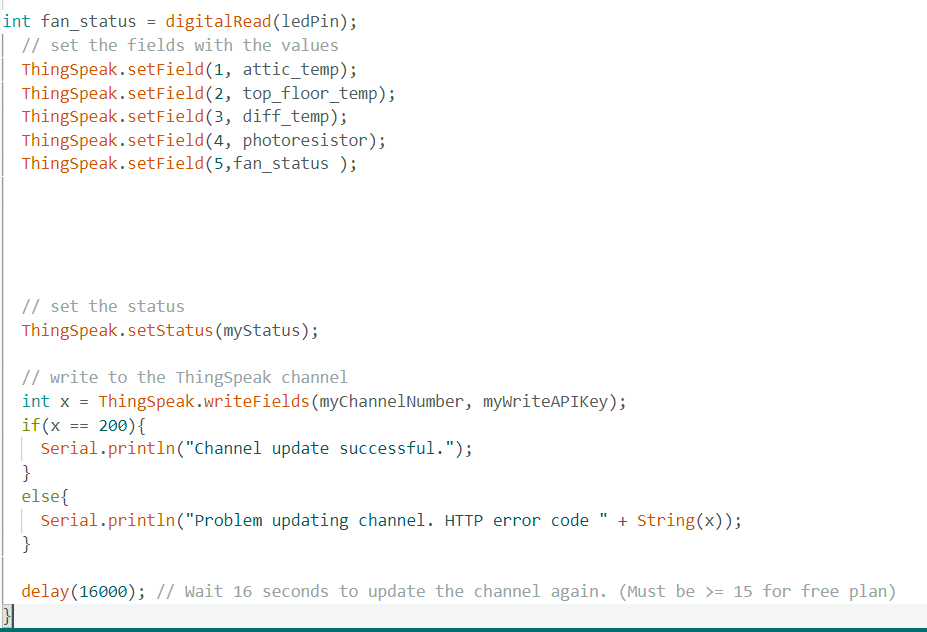 int fan_status = digitalRead(ledPin);
// set the fields with the values
ThingSpeak.setField(1, attic_temp);
ThingSpeak.setField(2, top_floor_temp);
ThingSpeak.setField(3, diff_temp);
ThingSpeak.setField(4, photoresistor);
ThingSpeak.setField(5,fan_status );
// set the status
ThingSpeak.setStatus(myStatus);
// write to the ThingSpeak channel
int x = ThingSpeak.writeFields(myChannelNumber, myWriteAPIKey);
if(x == 200){
Serial.println("Channel update successful.");
}
else{
Serial.println("Problem updating channel. HTTP error code " + String(x));
}
delay(16000); // Wait 16 seconds to update the channel again. (Must be >= 15 for free plan)
}